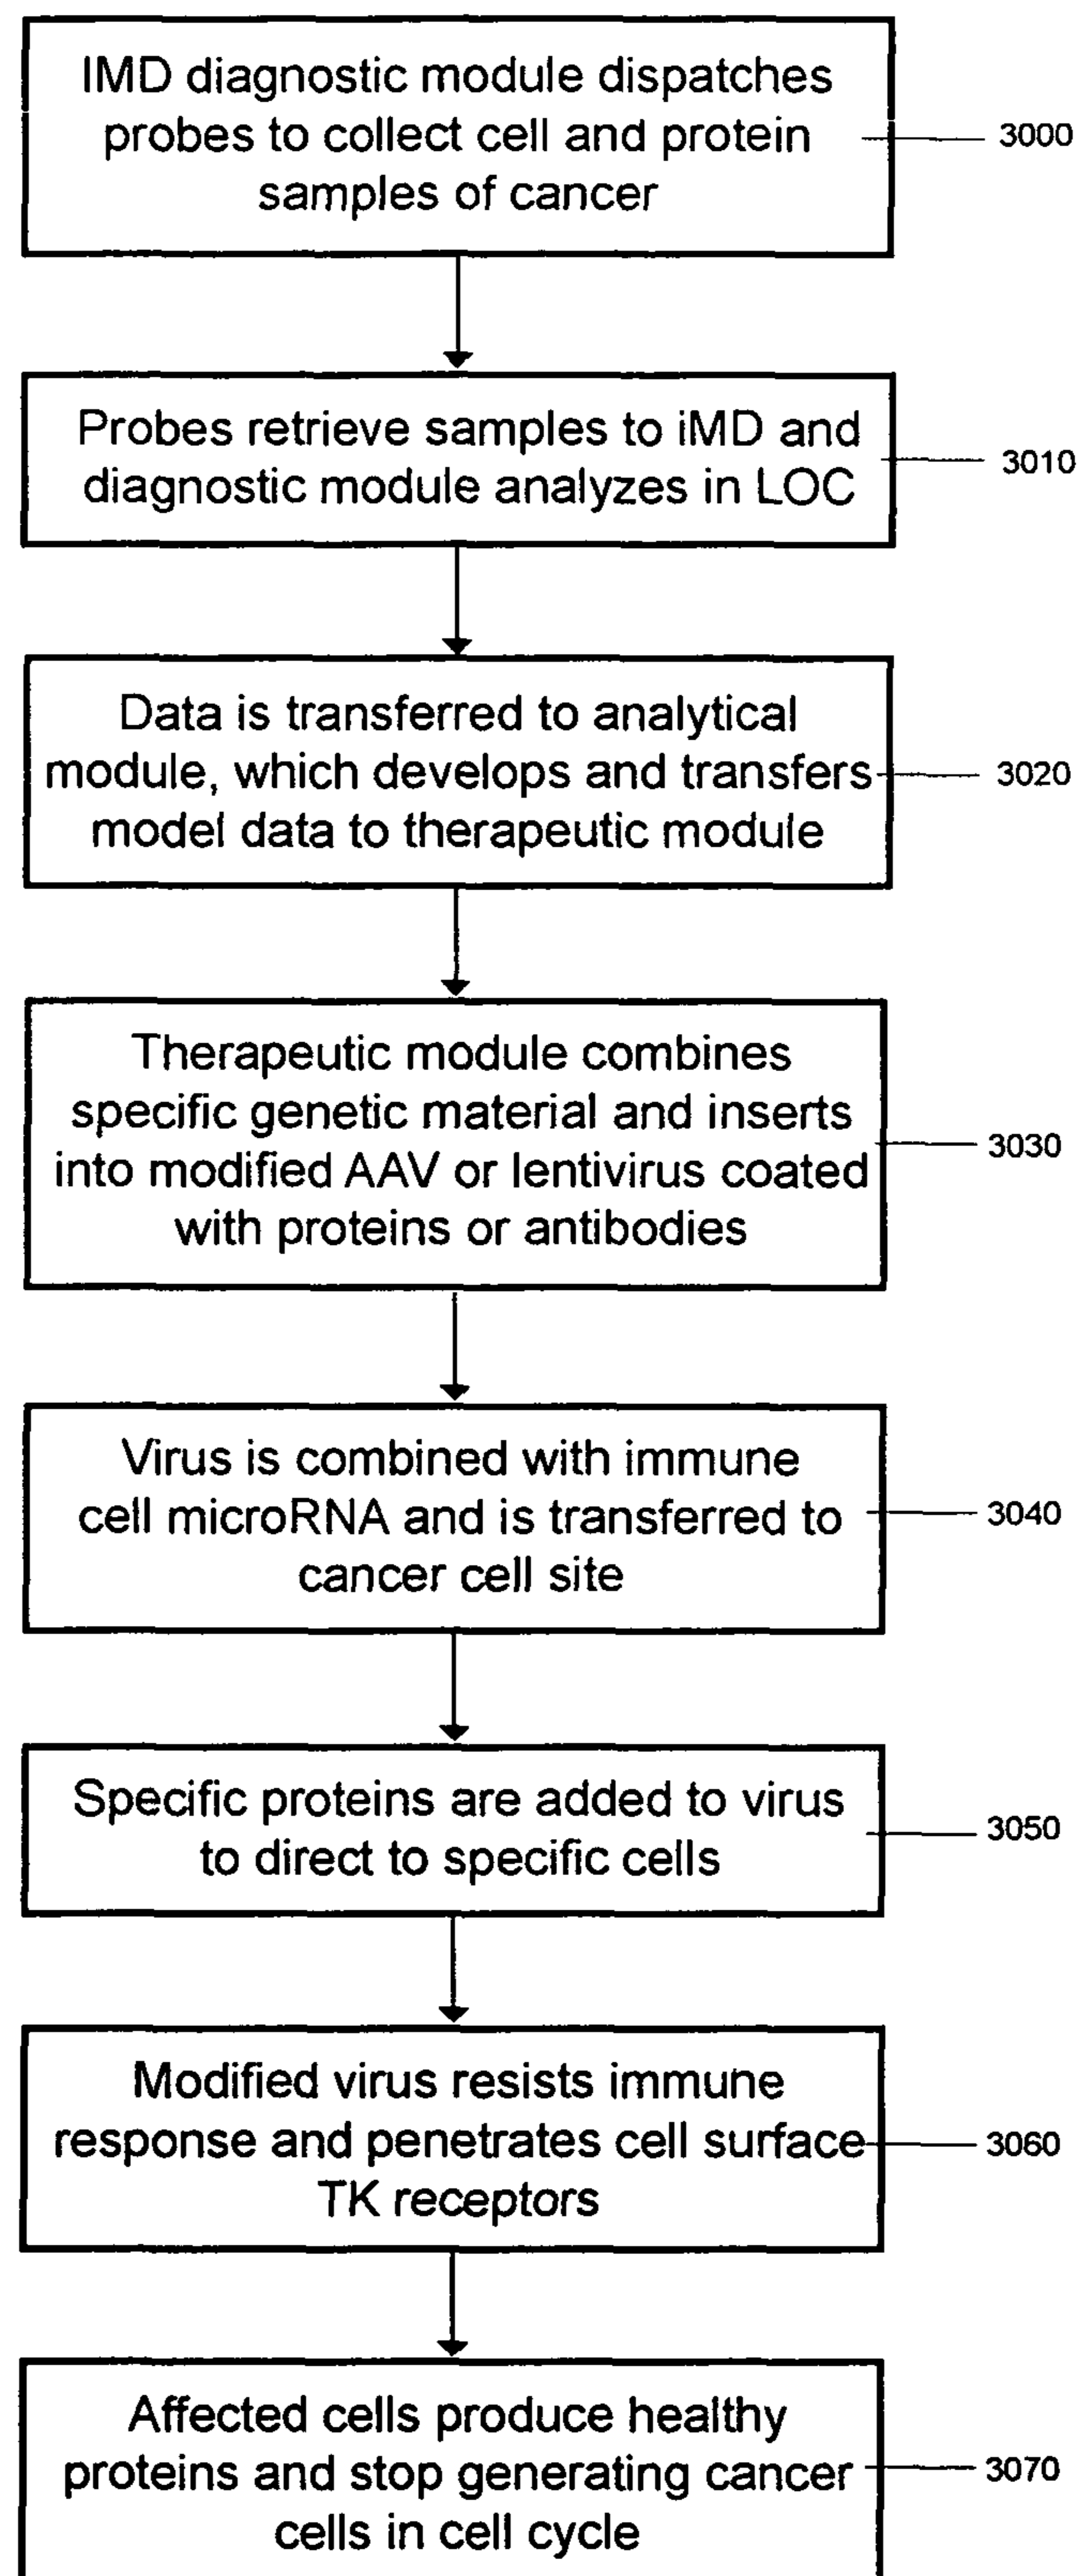 IMD diagnostic module dispatches
probes to collect cell and protein
samples of cancer
3000
Probes retrieve samples to iMD and
diagnostic module analyzes in LOC
3010
Data is transferred to analytical
module, which develops and transfers
model data to therapeutic module
3020
Therapeutic module combines
specific genetic material and inserts
into modified AAV or lentivirus coated
with proteins or antibodies
3030
Virus is combined with immune
cell microRNA and is transferred to
cancer cell site
3040
Specific proteins are added to virus
to direct to specific cells
3050
Modified virus resists immune
response and penetrates cell surface
TK receptors
3060
Affected cells produce healthy
proteins and stop generating cancer
cells in cell cycle
3070